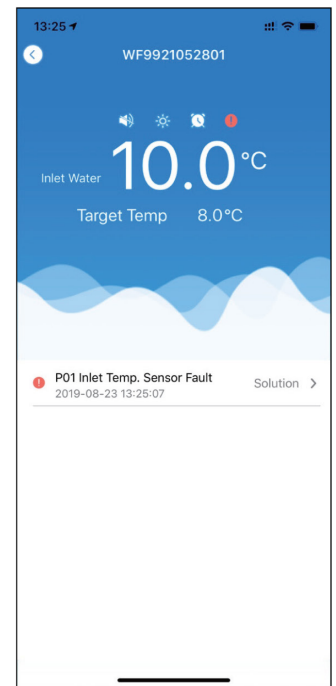 13:25
WF9921052801
Inlet Water 10.0°C
Target Temp 8.0°C
P01 Inlet Temp. Sensor Fault Solution >
2019-08-23 13:25:07